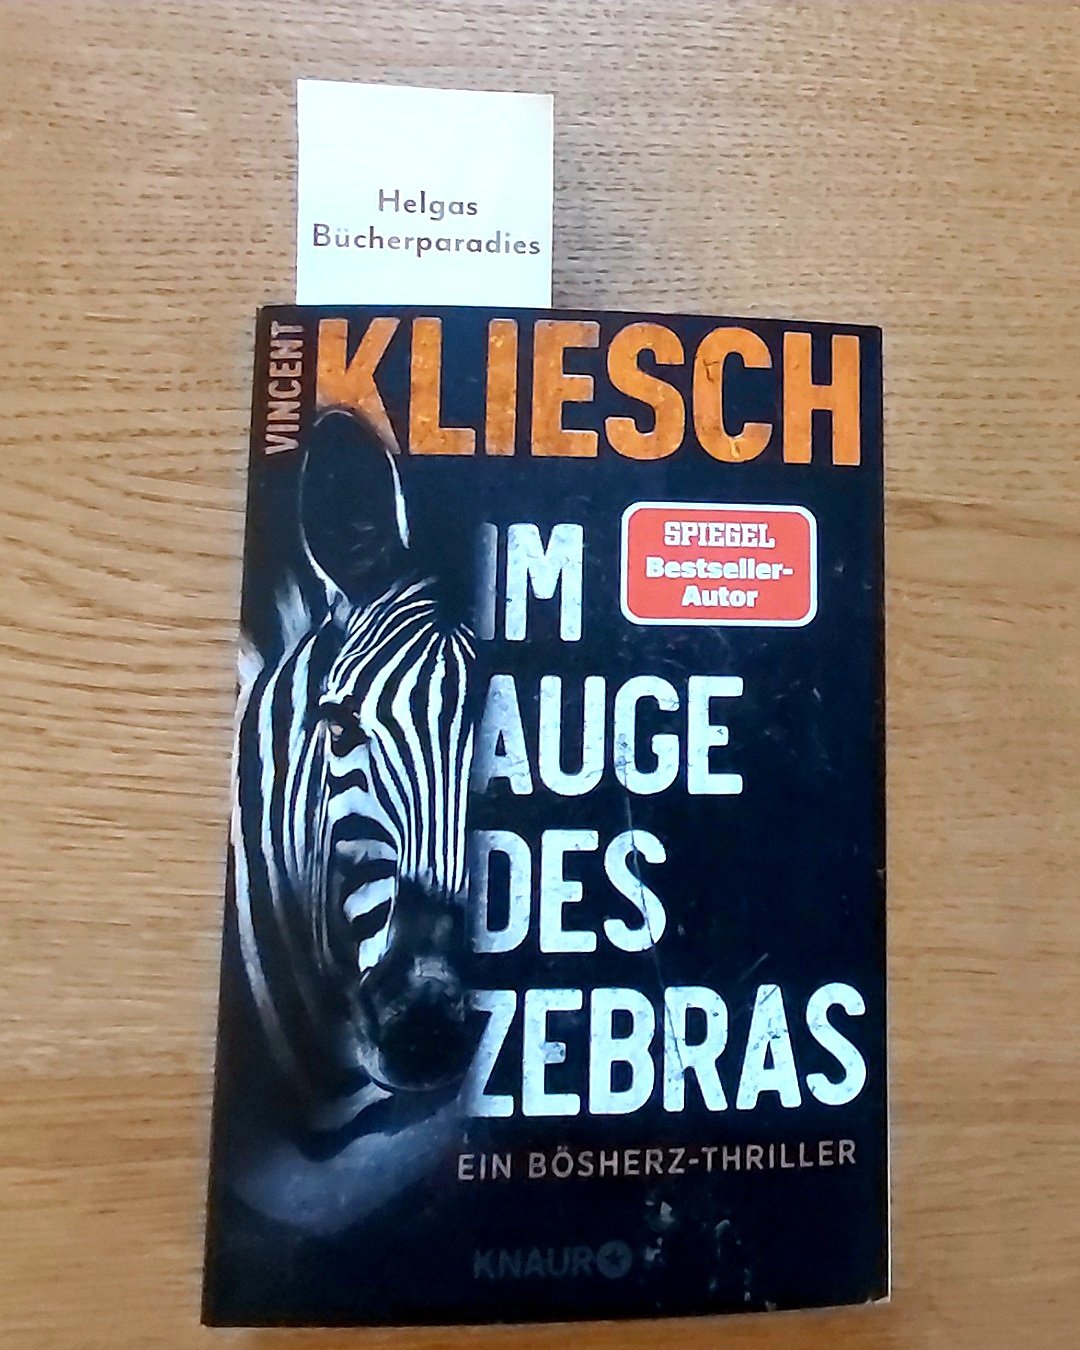 Helgas
Bücherparadies
VINCENT
KLIESCH
SPIEGEL
Bestseller-
Autor
IM
AUGE
DES
ZEBRAS
EIN BÖSHERZ-THRILLER
KNAUR